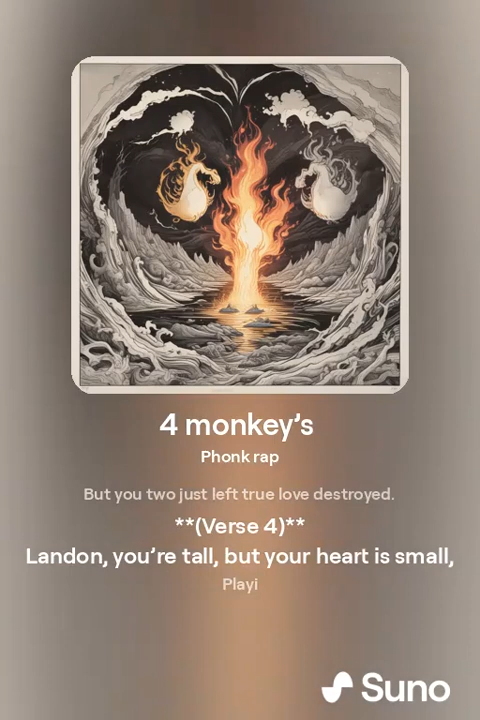 4 monkey’s
Phonk rap
But you two just left true love destroyed.
**(Verse 4)**
Landon, you’re tall, but your heart is small,
Playi
Suno